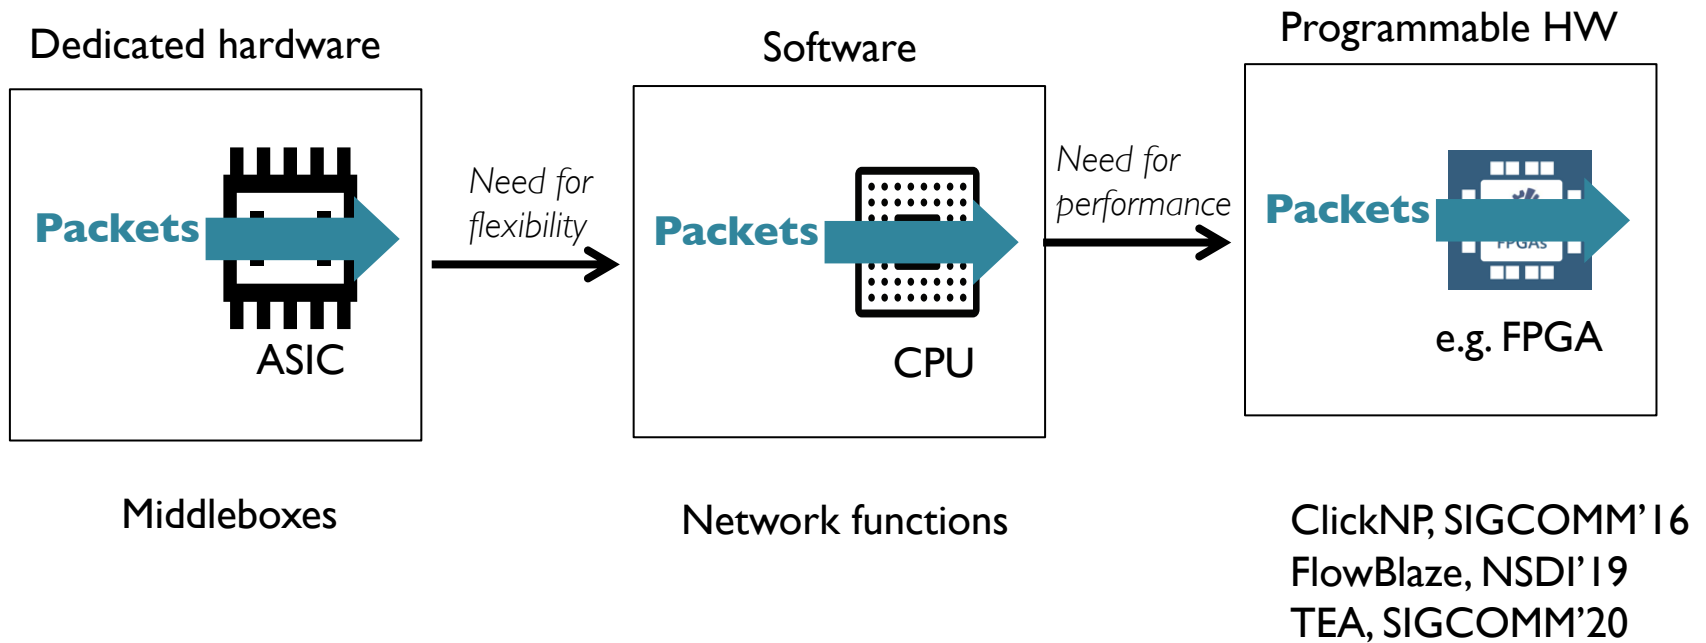 Dedicated hardware
Packets
ASIC
Middleboxes
Need for
flexibility
Software
Packets
CPU
Network functions
Need for
performance
Programmable HW
Packets
FPGAs
e.g. FPGA
ClickNP, SIGCOMM'16
FlowBlaze, NSDI'19
TEA, SIGCOMM'20